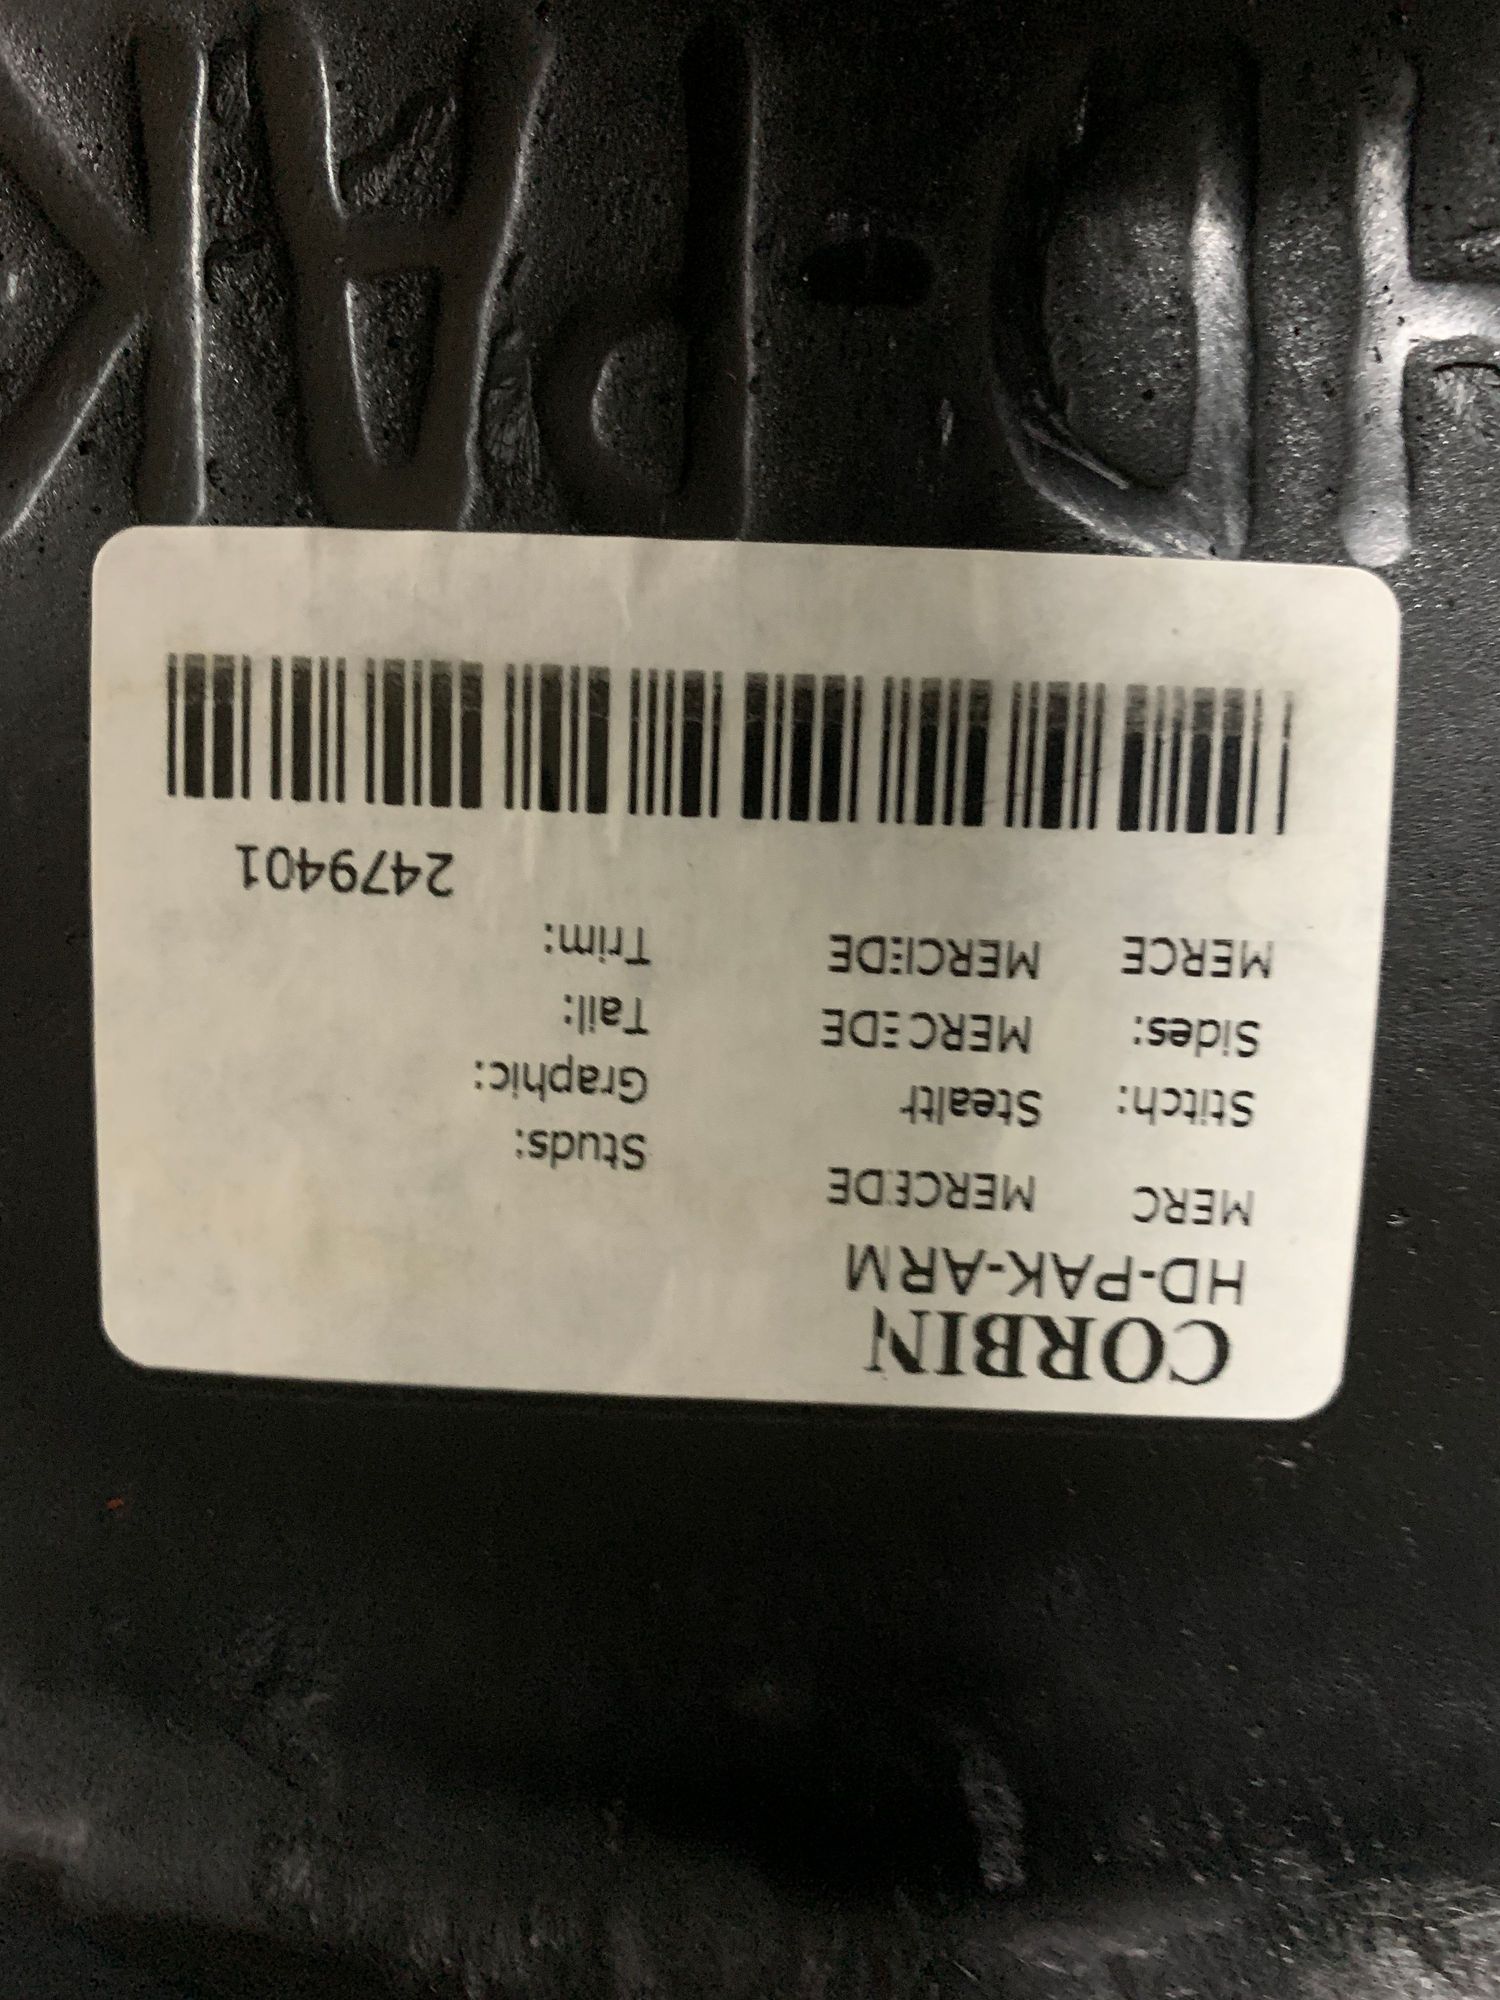 CORBIN
HD-PAK-ARM
MERC MERCEDE Studs:
Stitch: Stealth Graphic:
Sides: MERCEDE Tail:
MERCE MERCEDE Trim:
2479401
HD-PAK